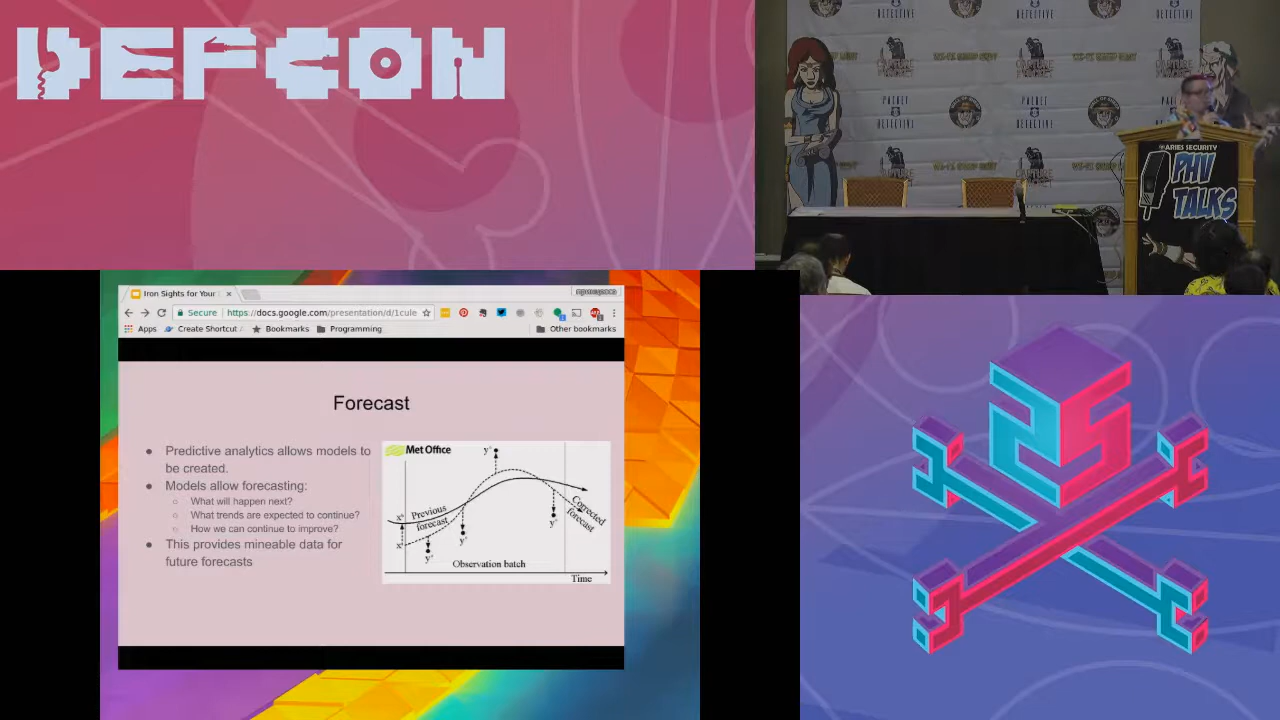 DEFCON
PACKET
DETECTIVE
PACKET
DETECTIVE
ARIES SECURITY
PHV
TALKS
Iron Sights for Your
Secure
https://docs.google.com/presentation/d/1cule
Apps
Create Shortcut
Bookmarks
Programming
Other bookmarks
Forecast
Predictive analytics allows models to
be created.
Models allow forecasting:
What will happen next?
What trends are expected to continue?
How we can continue to improve?
This provides mineable data for
future forecasts
Met Office
Previous
forecast
Corrected
forecast
Observation batch
Time